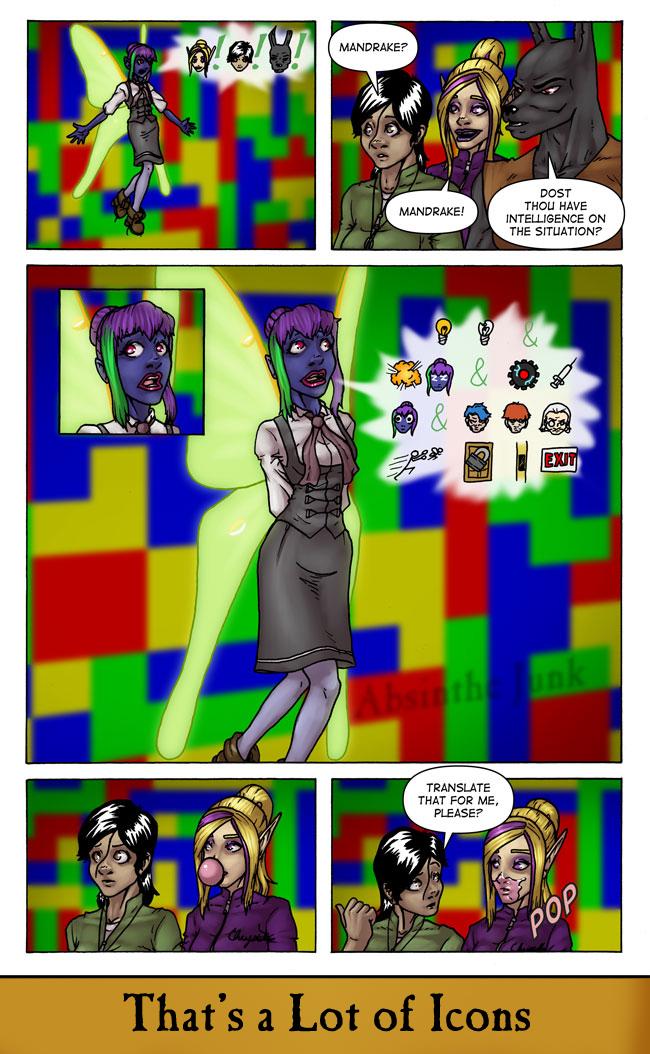 ! ! !
MANDRAKE?
MANDRAKE!
DOST
THOU HAVE
INTELLIGENCE ON
THE SITUATION?
&
&
&
EXIT
Absinthe Junk
TRANSLATE
THAT FOR ME,
PLEASE?
POP
That's a Lot of Icons